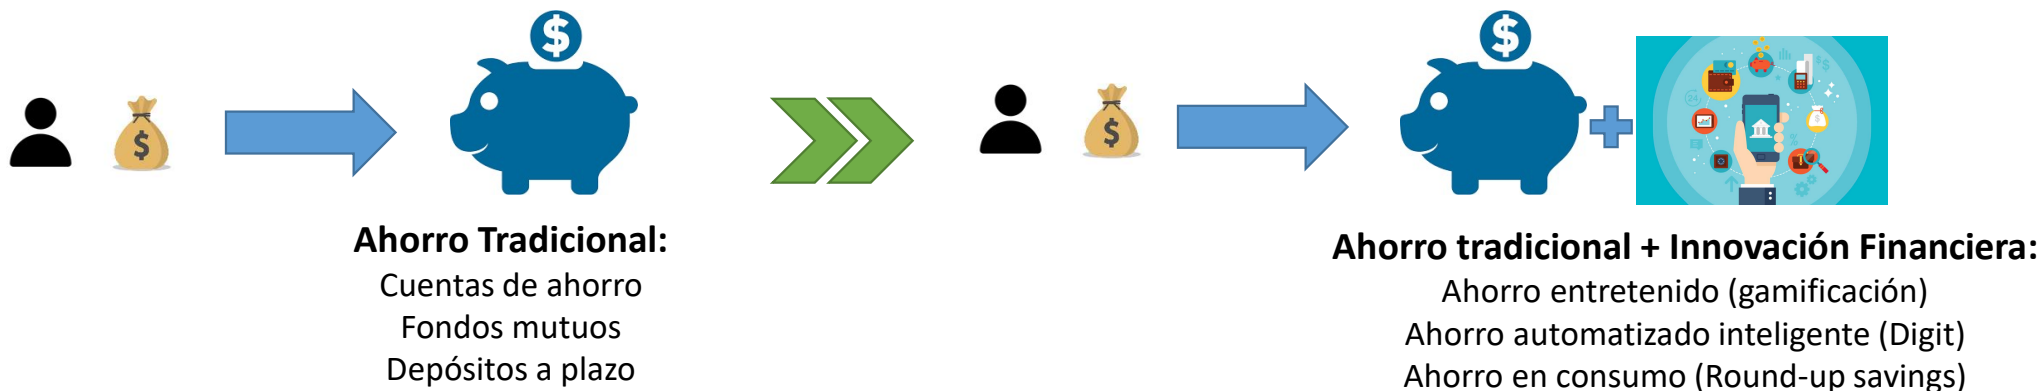 $
$
$
$
Ahorro Tradicional:
Cuentas de ahorro
Fondos mutuos
Depósitos a plazo
Ahorro tradicional + Innovación Financiera:
Ahorro entretenido (gamificación)
Ahorro automatizado inteligente (Digit)
Ahorro en consumo (Round-up savings)